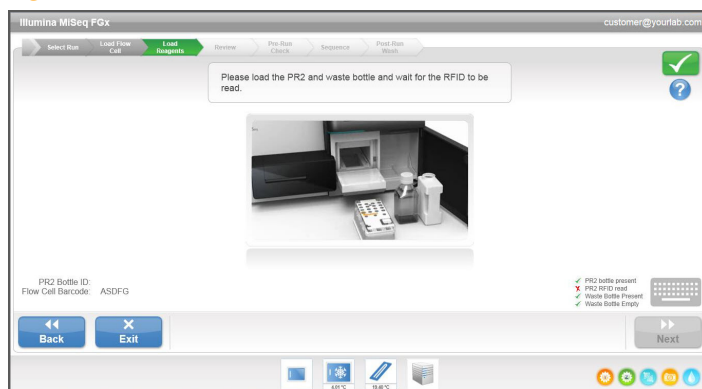 Illumina MiSeq FGx
customer@yourlab.com
Select Run
Load Flow
Cell
Load
Reagents
Review
Pre-Run
Check
Sequence
Post-Run
Wash
Please load the PR2 and waste bottle and wait for the RFID to be
read.
PR2 Bottle ID:
Flow Cell Barcode: ASDFG
PR2 bottle present
PR2 RFID read
Waste Bottle Present
Waste Bottle Empty
Back
Exit
Next
4.01 °C